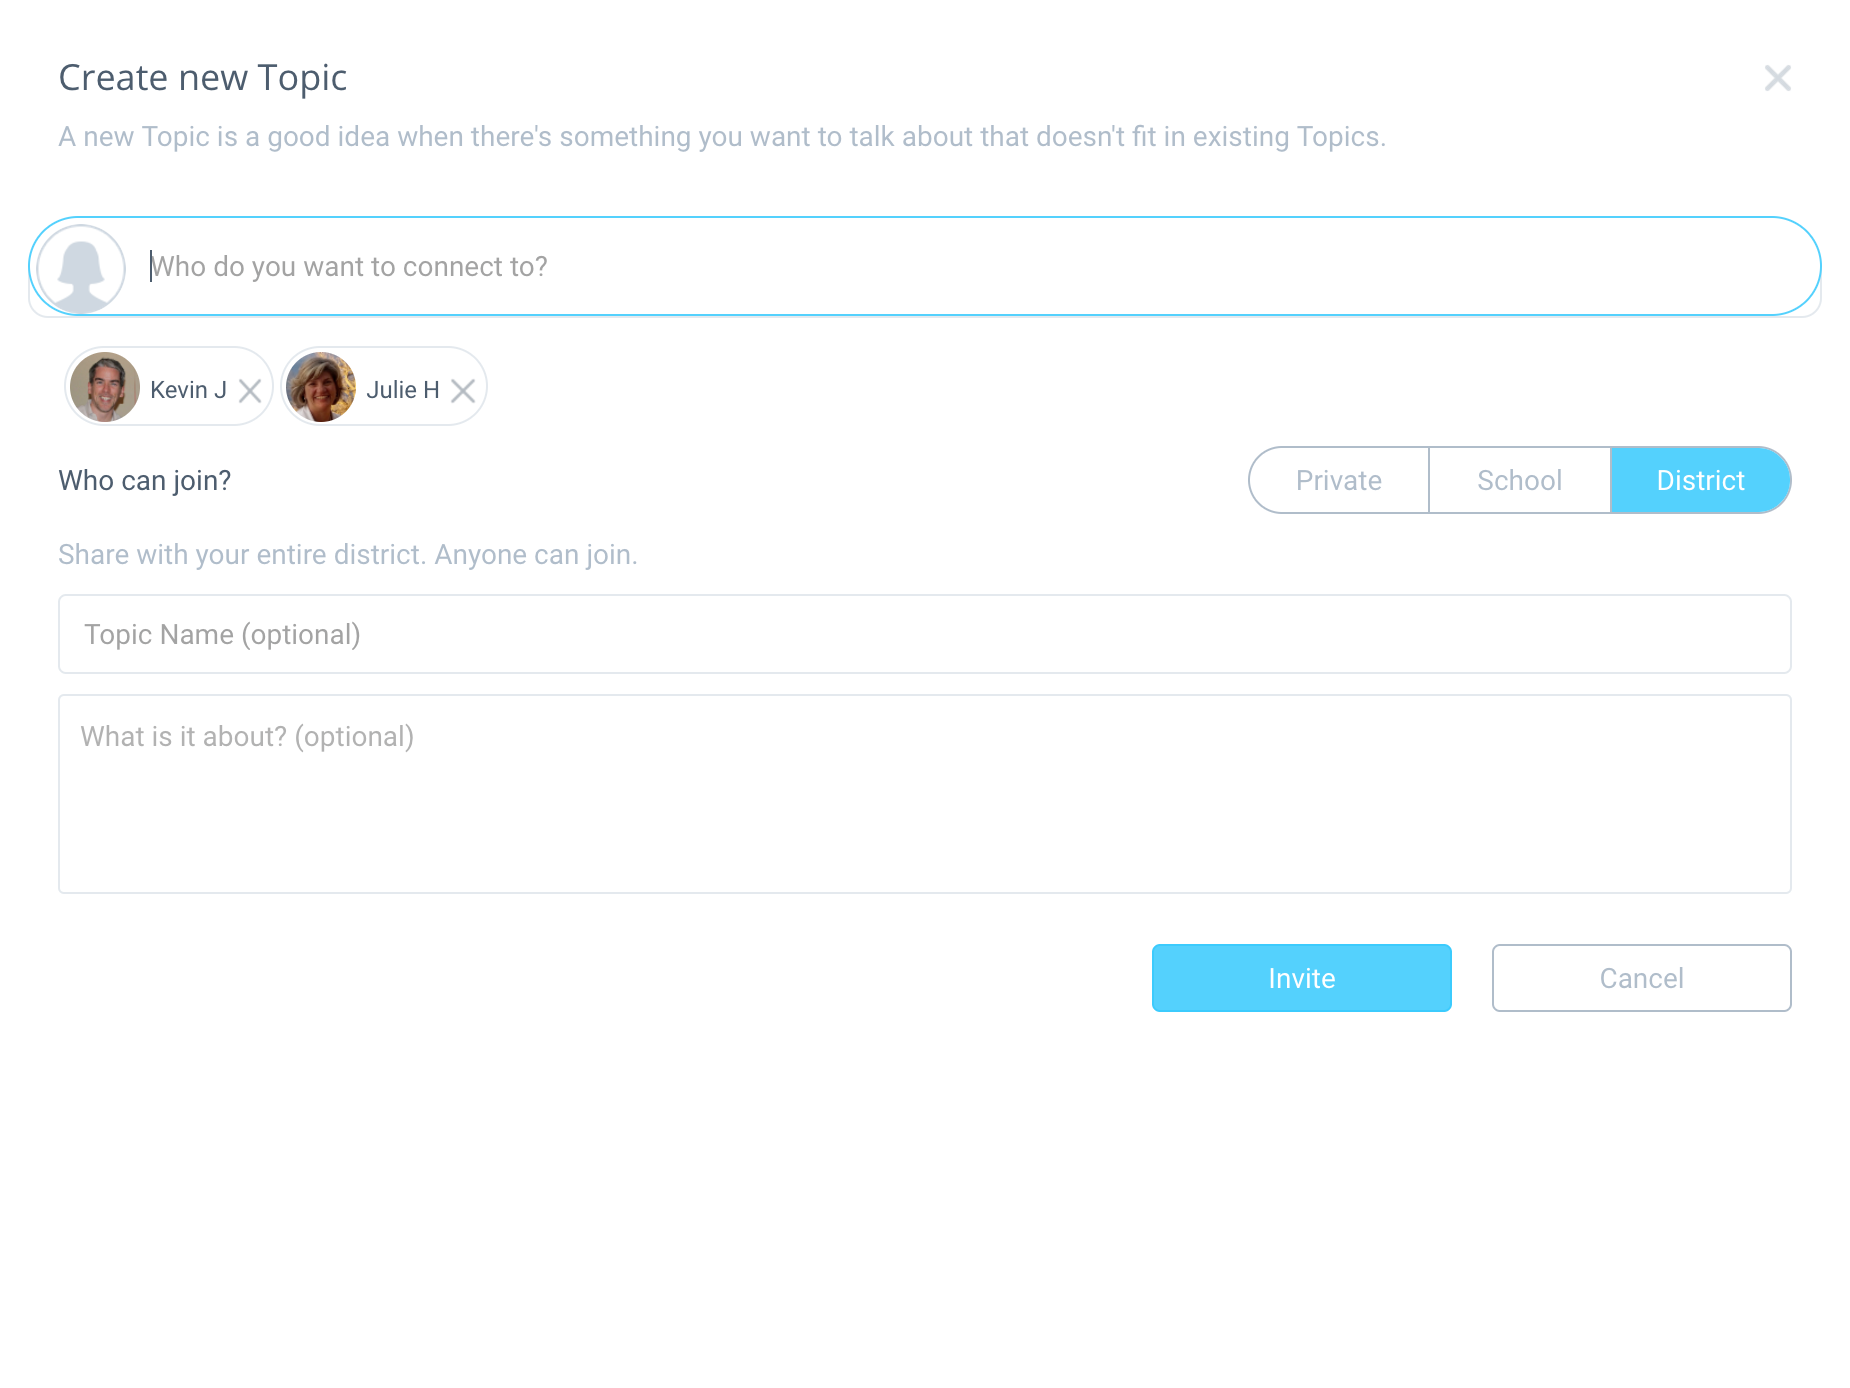 Create new Topic
A new Topic is a good idea when there's something you want to talk about that doesn't fit in existing Topics.
Who do you want to connect to?
Kevin J
Julie H
Who can join?
Private
School
District
Share with your entire district. Anyone can join.
Topic Name (optional)
What is it about? (optional)
Invite
Cancel